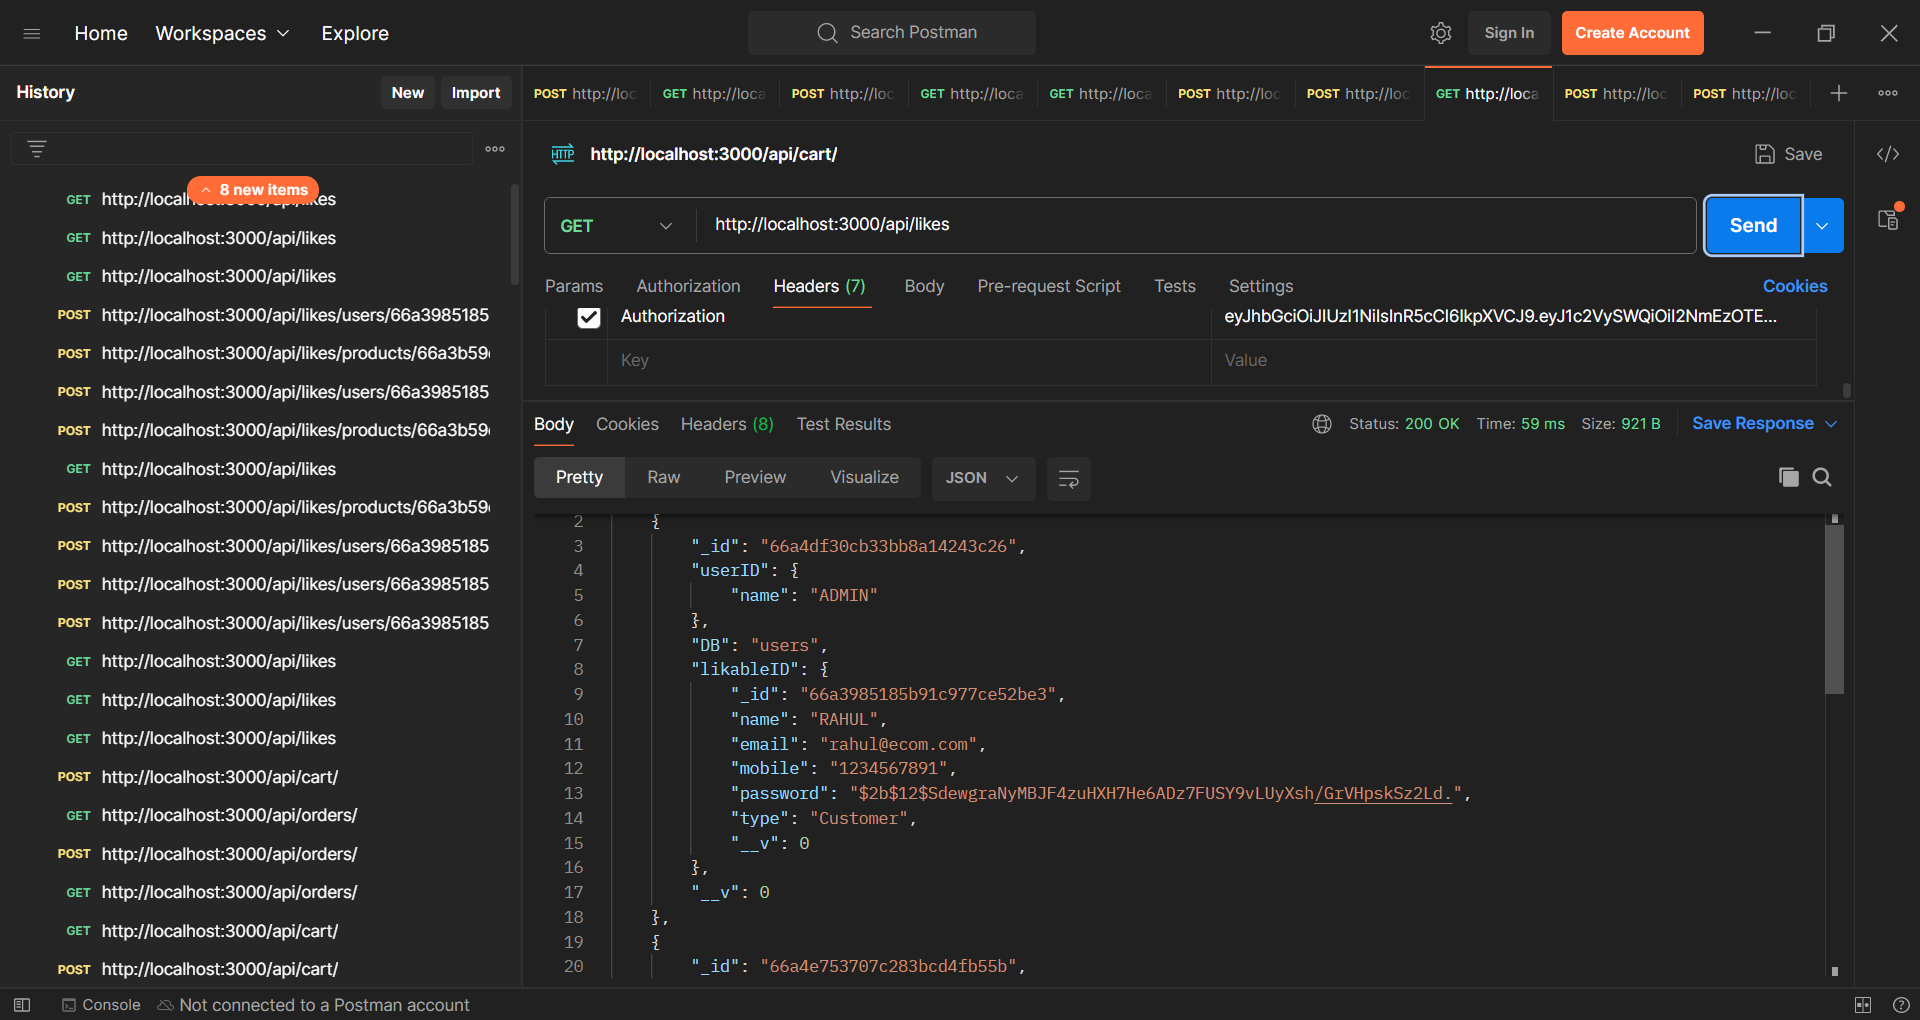 Home Workspaces Explore Search Postman Sign In Create Account
History New Import
8 new items
GET http://localhost:3000/api/likes
GET http://localhost:3000/api/likes
GET http://localhost:3000/api/likes
POST http://localhost:3000/api/likes/users/66a3985185
POST http://localhost:3000/api/likes/products/66a3b59
POST http://localhost:3000/api/likes/users/66a3985185
POST http://localhost:3000/api/likes/products/66a3b59
GET http://localhost:3000/api/likes
POST http://localhost:3000/api/likes/products/66a3b59
POST http://localhost:3000/api/likes/users/66a3985185
POST http://localhost:3000/api/likes/users/66a3985185
POST http://localhost:3000/api/likes/users/66a3985185
GET http://localhost:3000/api/likes
GET http://localhost:3000/api/likes
GET http://localhost:3000/api/likes
POST http://localhost:3000/api/cart/
GET http://localhost:3000/api/orders/
POST http://localhost:3000/api/orders/
GET http://localhost:3000/api/orders/
GET http://localhost:3000/api/cart/
POST http://localhost:3000/api/cart/
POST http://loc GET http://loca POST http://loc GET http://loca GET http://loca POST http://loc POST http://loc GET http://loca POST http://loc POST http://loc
HTTP http://localhost:3000/api/cart/ Save
GET http://localhost:3000/api/likes Send
Params Authorization Headers (7) Body Pre-request Script Tests Settings Cookies
Authorization eyJhbGciOiJIUzI1NiIsInR5cCI6IkpXVCJ9.eyJ1c2VySWQiOiI2NmEzOTE...
Key Value
Body Cookies Headers (8) Test Results Status: 200 OK Time: 59 ms Size: 921 B Save Response
Pretty Raw Preview Visualize JSON
2 {
3 "_id": "66a4df30cb33bb8a14243c26",
4 "userID": {
5 "name": "ADMIN"
6 },
7 "DB": "users",
8 "likableID": {
9 "_id": "66a3985185b91c977ce52be3",
10 "name": "RAHUL",
11 "email": "rahul@ecom.com",
12 "mobile": "1234567891",
13 "password": "$2b$12$SdewgraNyMBJF4zuHXH7He6ADz7FUSY9vLUyXsh/GrVHpskSz2Ld.",
14 "type": "Customer",
15 "__v": 0
16 },
17 "__v": 0
18 },
19 {
20 "_id": "66a4e753707c283bcd4fb55b",
Console Not connected to a Postman account